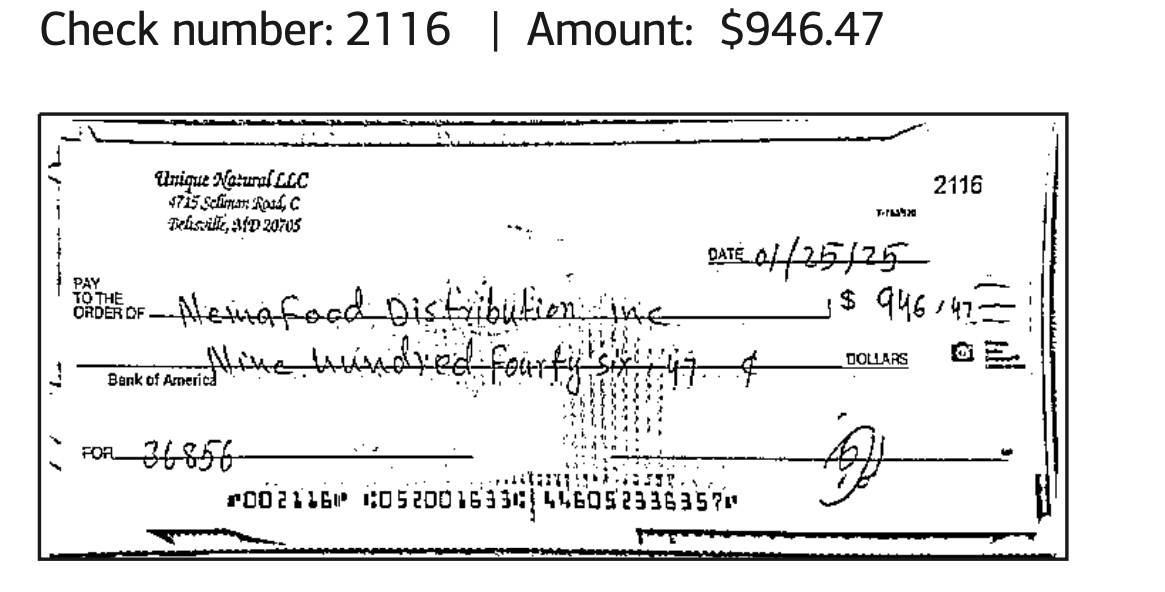 Check number: 2116 | Amount: $946.47
Unique Natural LLC
2116
4715 Sellman Road, C
Beltsville, MD 20705
DATE 01/25/25
PAY
TO THE
ORDER OF Nema Food Distribution Inc $ 946/47
Nine hundred fourty six, 47 ¢ DOLLARS
Bank of America
FOR 36856
⑈002116⑈ ⑆052001633⑆ 446052336357⑈